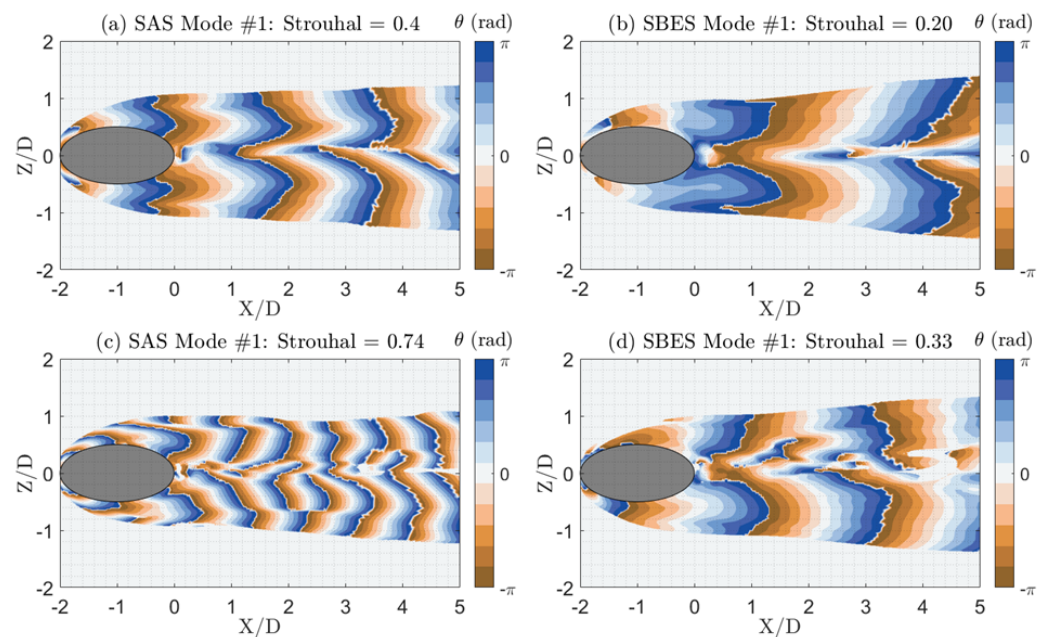 (a) SAS Mode #1: Strouhal = 0.4 θ (rad)
(b) SBES Mode #1: Strouhal = 0.20 θ (rad)
2
1
0
-1
-2
Z/D
-2 -1 0 1 2 3 4 5
X/D
π
0
-π
2
1
0
-1
-2
Z/D
-2 -1 0 1 2 3 4 5
X/D
π
0
-π
(c) SAS Mode #1: Strouhal = 0.74 θ (rad)
(d) SBES Mode #1: Strouhal = 0.33 θ (rad)
2
1
0
-1
-2
Z/D
-2 -1 0 1 2 3 4 5
X/D
π
0
-π
2
1
0
-1
-2
Z/D
-2 -1 0 1 2 3 4 5
X/D
π
0
-π